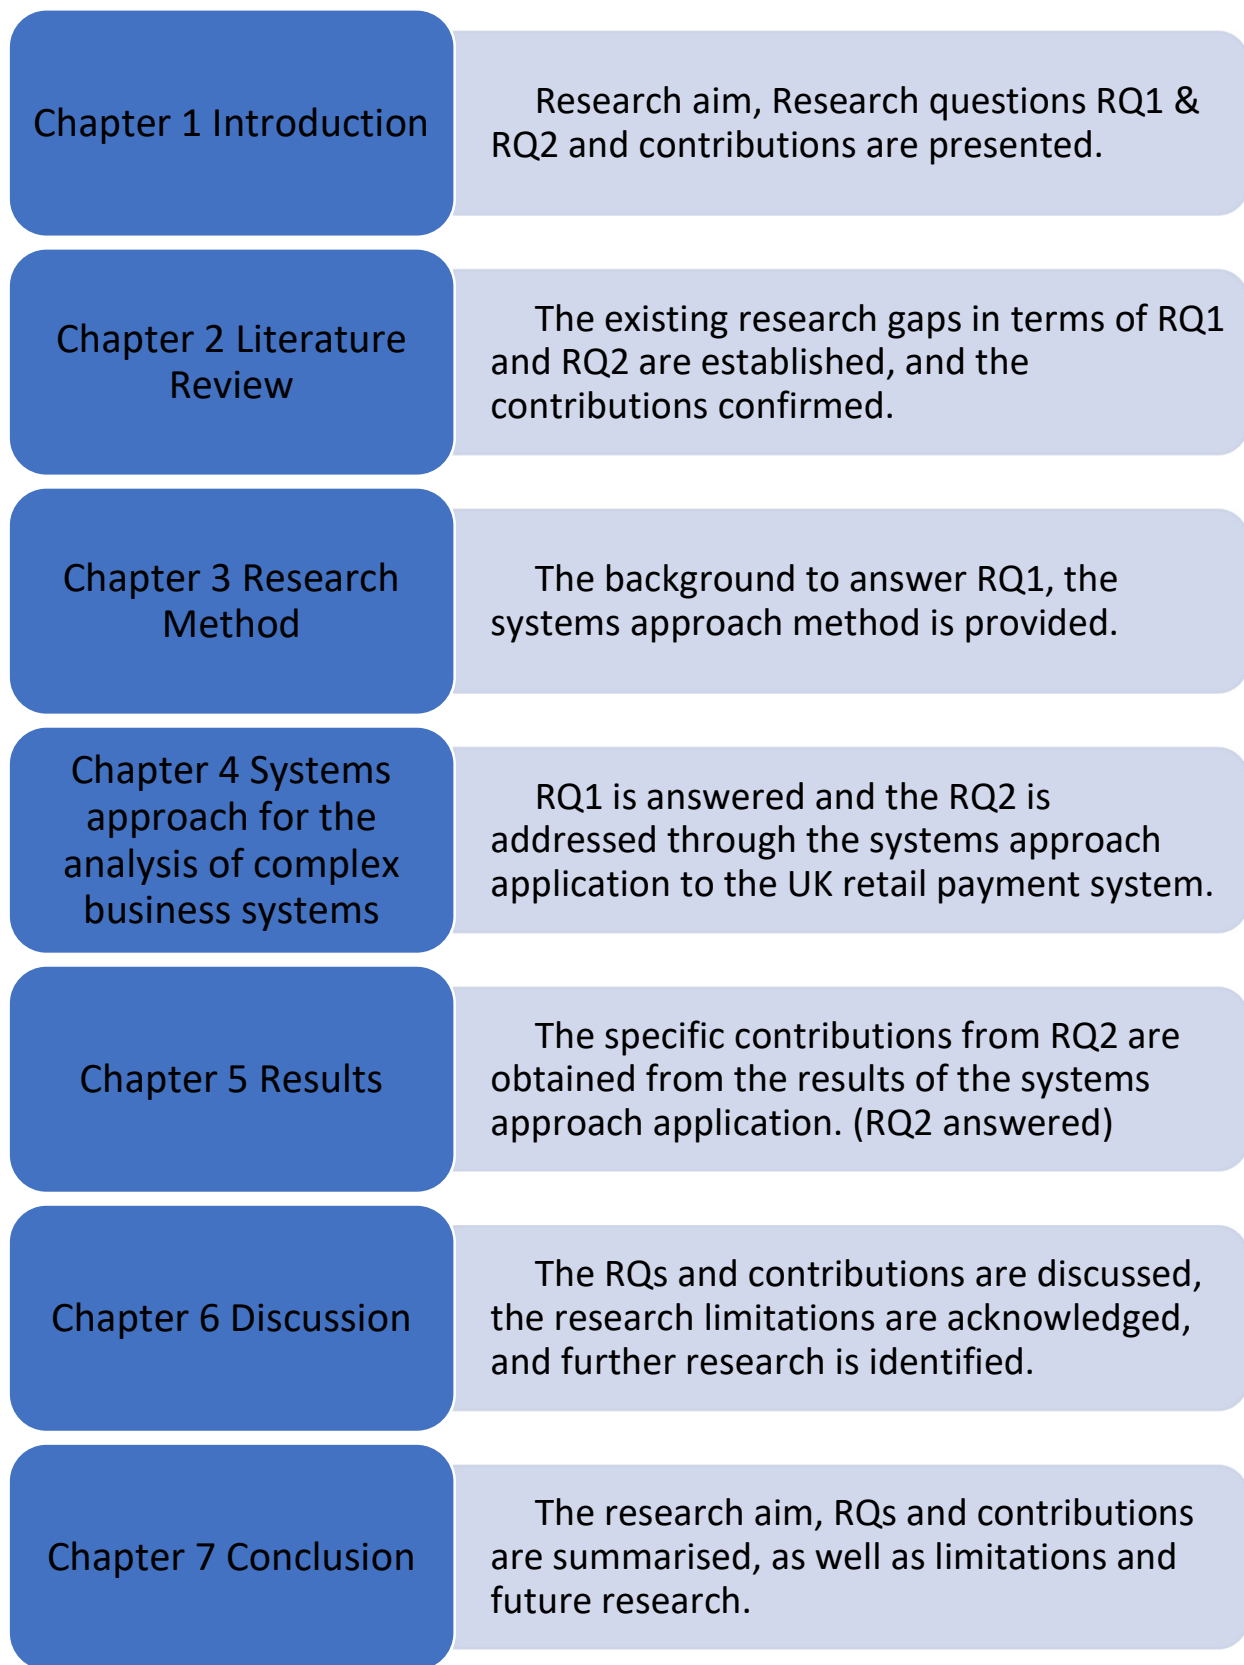 Chapter 1 Introduction
Research aim, Research questions RQ1 &
RQ2 and contributions are presented.
Chapter 2 Literature
Review
The existing research gaps in terms of RQ1
and RQ2 are established, and the
contributions confirmed.
Chapter 3 Research
Method
The background to answer RQ1, the
systems approach method is provided.
Chapter 4 Systems
approach for the
analysis of complex
business systems
RQ1 is answered and the RQ2 is
addressed through the systems approach
application to the UK retail payment system.
Chapter 5 Results
The specific contributions from RQ2 are
obtained from the results of the systems
approach application. (RQ2 answered)
Chapter 6 Discussion
The RQs and contributions are discussed,
the research limitations are acknowledged,
and further research is identified.
Chapter 7 Conclusion
The research aim, RQs and contributions
are summarised, as well as limitations and
future research.